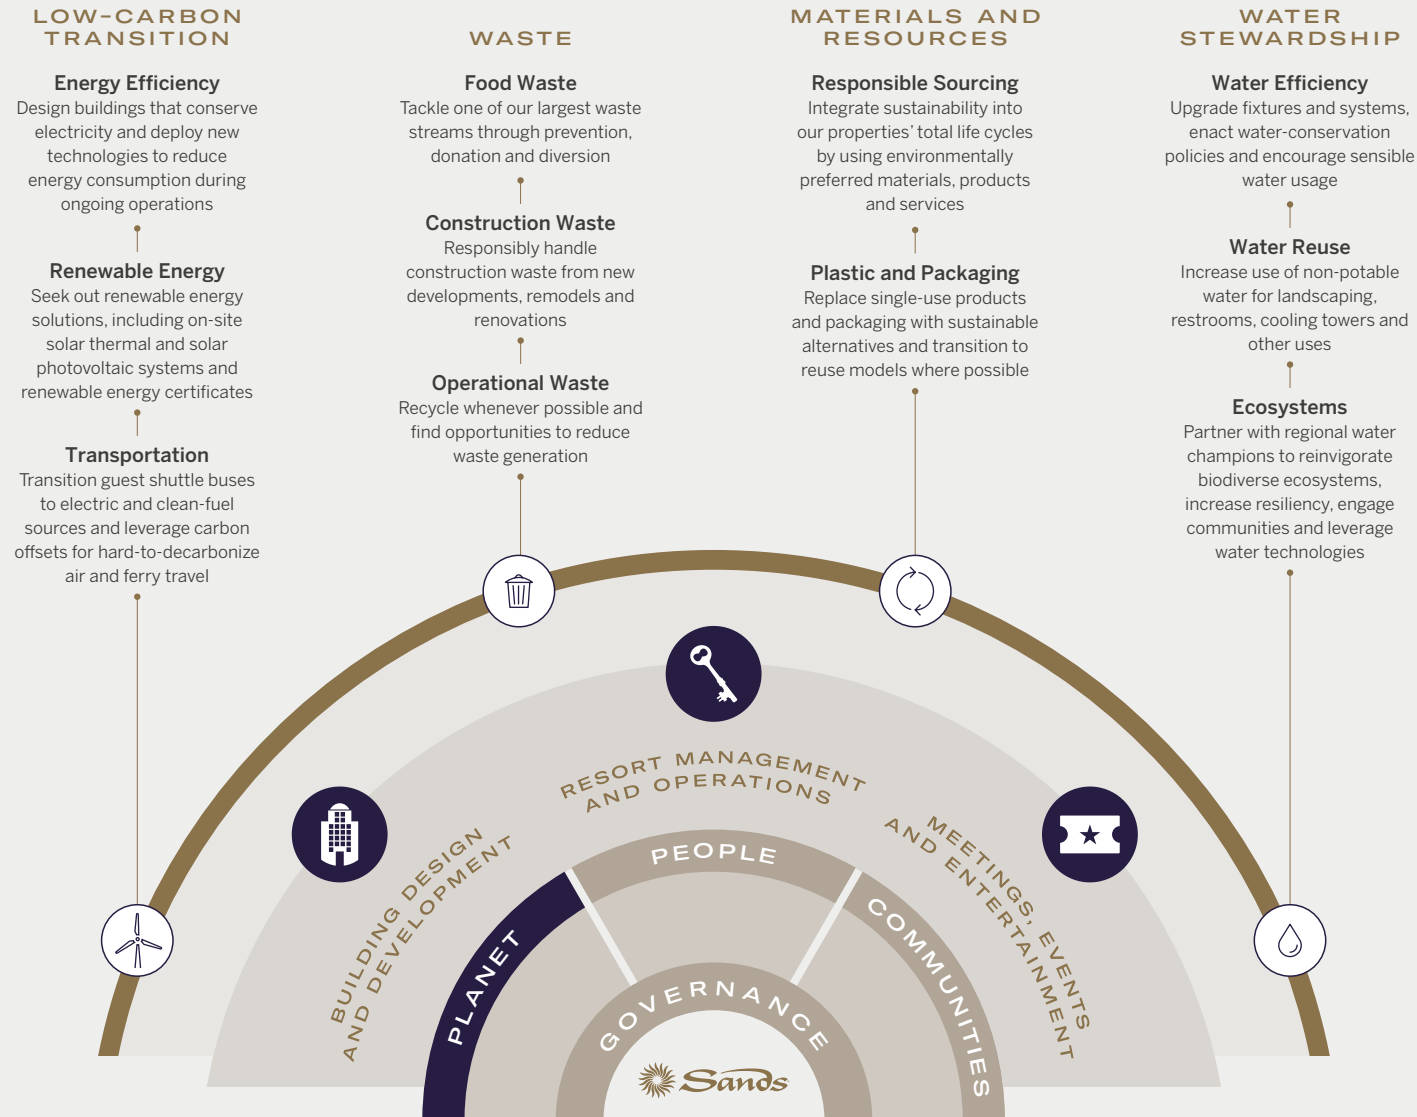 LOW-CARBON
TRANSITION
Energy Efficiency
Design buildings that conserve
electricity and deploy new
technologies to reduce
energy consumption during
ongoing operations
Renewable Energy
Seek out renewable energy
solutions, including on-site
solar thermal and solar
photovoltaic systems and
renewable energy certificates
Transportation
Transition guest shuttle buses
to electric and clean-fuel
sources and leverage carbon
offsets for hard-to-decarbonize
air and ferry travel
WASTE
Food Waste
Tackle one of our largest waste
streams through prevention,
donation and diversion
Construction Waste
Responsibly handle
construction waste from new
developments, remodels and
renovations
Operational Waste
Recycle whenever possible and
find opportunities to reduce
waste generation
MATERIALS AND
RESOURCES
Responsible Sourcing
Integrate sustainability into
our properties’ total life cycles
by using environmentally
preferred materials, products
and services
Plastic and Packaging
Replace single-use products
and packaging with sustainable
alternatives and transition to
reuse models where possible
WATER
STEWARDSHIP
Water Efficiency
Upgrade fixtures and systems,
enact water-conservation
policies and encourage sensible
water usage
Water Reuse
Increase use of non-potable
water for landscaping,
restrooms, cooling towers and
other uses
Ecosystems
Partner with regional water
champions to reinvigorate
biodiverse ecosystems,
increase resiliency, engage
communities and leverage
water technologies
BUILDING DESIGN
AND DEVELOPMENT
RESORT MANAGEMENT
AND OPERATIONS
MEETINGS, EVENTS
AND ENTERTAINMENT
PLANET
PEOPLE
COMMUNITIES
GOVERNANCE
Sands